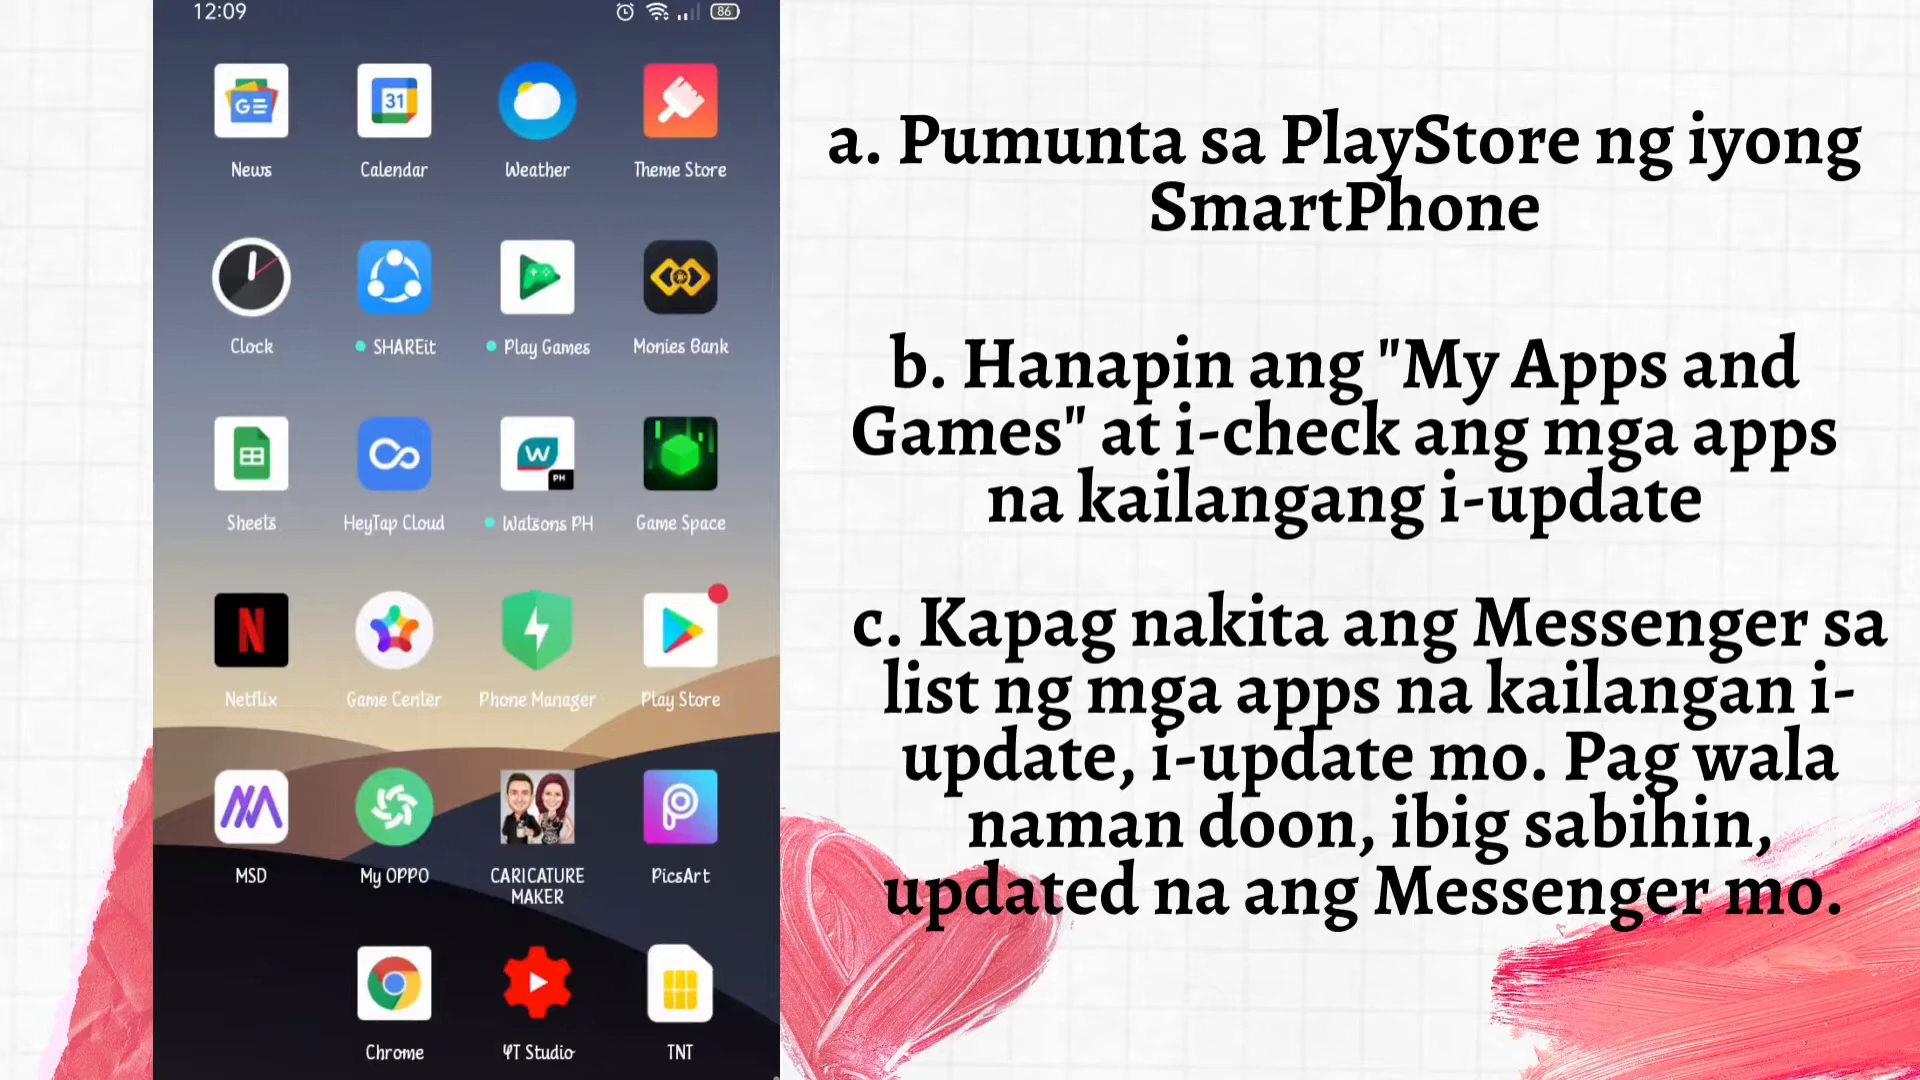 12:09
86
GE
31
News
Calendar
Weather
Theme Store
Clock
SHAREit
Play Games
Monies Bank
W
PH
Sheets
HeyTap Cloud
Watsons PH
Game Space
N
Netflix
Game Center
Phone Manager
Play Store
MSD
My OPPO
CARICATURE
MAKER
PicsArt
Chrome
YT Studio
TNT
a. Pumunta sa PlayStore ng iyong
SmartPhone
b. Hanapin ang "My Apps and
Games" at i-check ang mga apps
na kailangang i-update
c. Kapag nakita ang Messenger sa
list ng mga apps na kailangan i-
update, i-update mo. Pag wala
naman doon, ibig sabihin,
updated na ang Messenger mo.